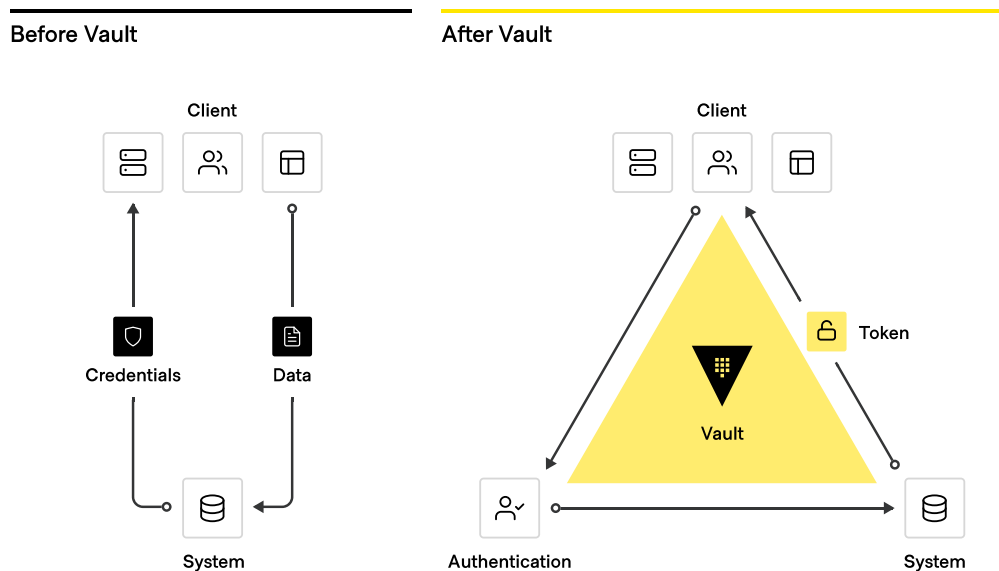 Before Vault
After Vault
Client
Credentials
Data
System
Client
Token
Vault
Authentication
System